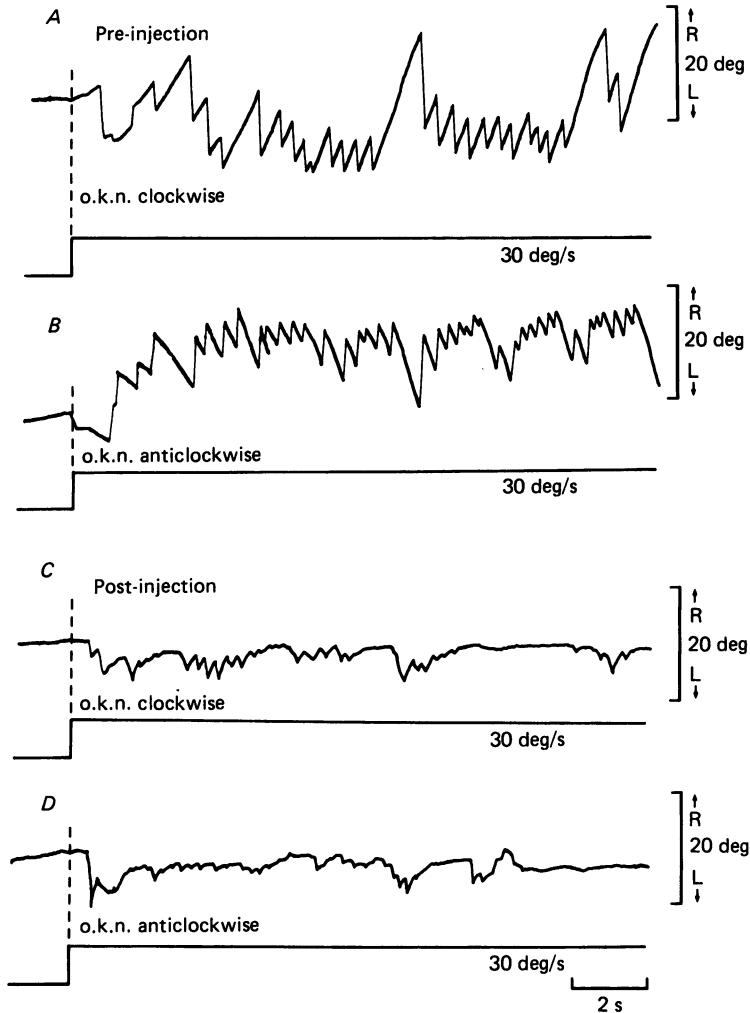 A
Pre-injection
R
20 deg
L
o.k.n. clockwise
30 deg/s
B
R
20 deg
L
o.k.n. anticlockwise
30 deg/s
C
Post-injection
R
20 deg
L
o.k.n. clockwise
30 deg/s
D
R
20 deg
L
o.k.n. anticlockwise
30 deg/s
2 s